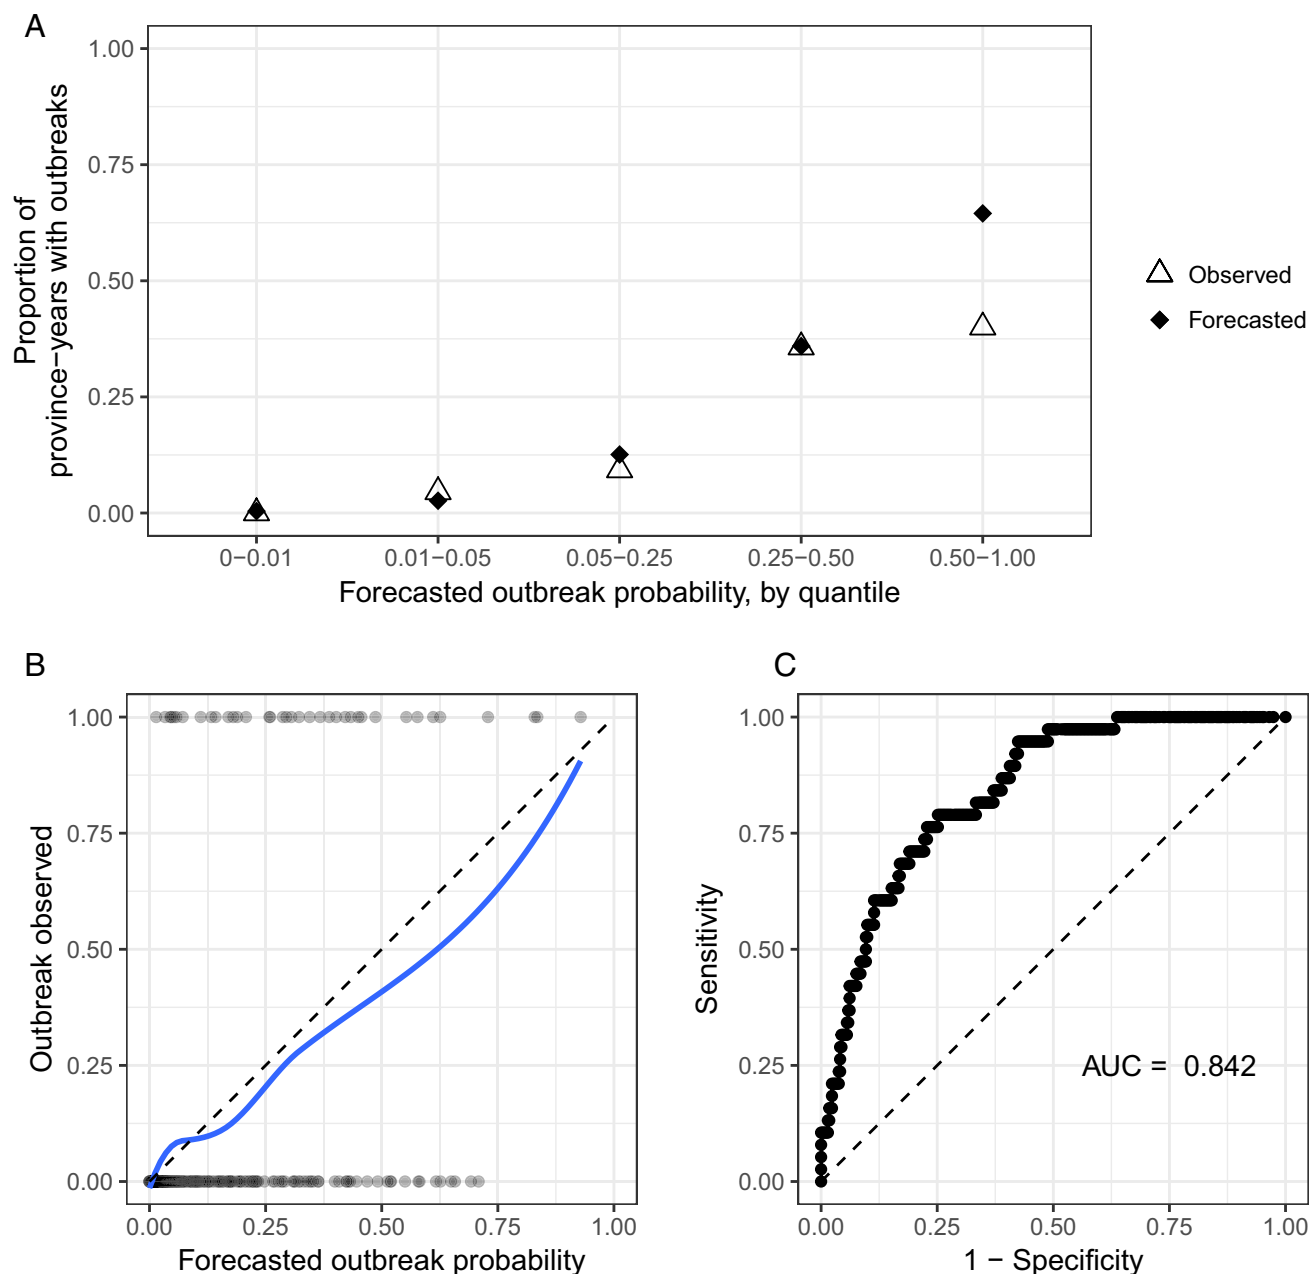 A
1.00
0.75
0.50
0.25
0.00
Proportion of
province−years with outbreaks
0−0.01
0.01−0.05
0.05−0.25
0.25−0.50
0.50−1.00
Forecasted outbreak probability, by quantile
Observed
Forecasted
B
1.00
0.75
0.50
0.25
0.00
Outbreak observed
0.00
0.25
0.50
0.75
1.00
Forecasted outbreak probability
C
1.00
0.75
0.50
0.25
0.00
Sensitivity
AUC = 0.842
0.00
0.25
0.50
0.75
1.00
1 − Specificity